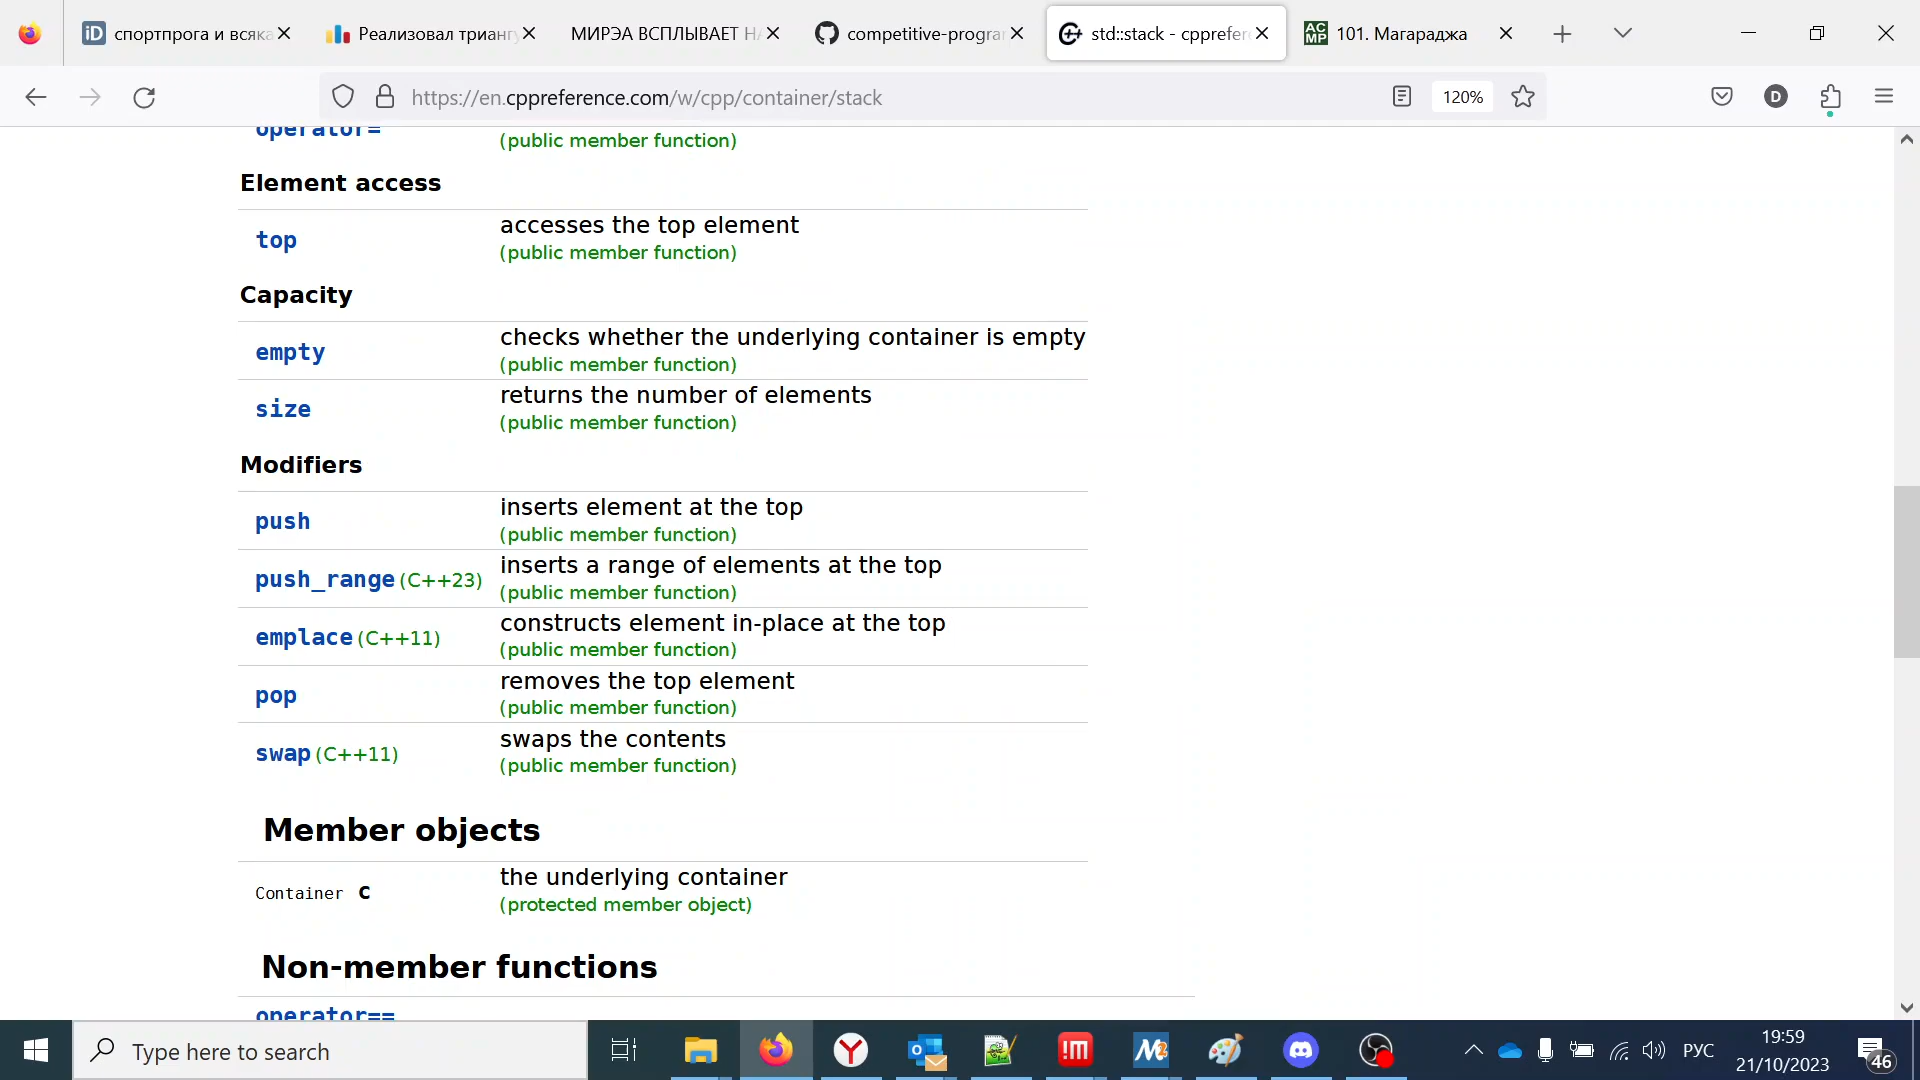 спортпрога и всяка
Реализовал триангу
МИРЭА ВСПЛЫВАЕТ НА
competitive-program
std::stack - cppreferen
101. Магараджа
https://en.cppreference.com/w/cpp/container/stack
120%
D
operator=
(public member function)
Element access
top
accesses the top element
(public member function)
Capacity
empty
checks whether the underlying container is empty
(public member function)
size
returns the number of elements
(public member function)
Modifiers
push
inserts element at the top
(public member function)
push_range (C++23)
inserts a range of elements at the top
(public member function)
emplace (C++11)
constructs element in-place at the top
(public member function)
pop
removes the top element
(public member function)
swap (C++11)
swaps the contents
(public member function)
Member objects
Container c
the underlying container
(protected member object)
Non-member functions
operator==
Type here to search
РУС
19:59
21/10/2023
46